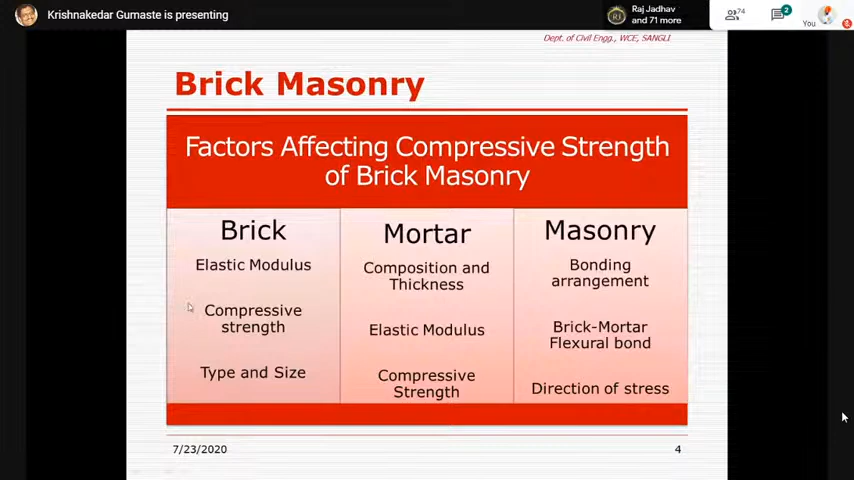 Krishnakedar Gumaste is presenting
Raj Jadhav
and 71 more
74
2
You
Dept. of Civil Engg., WCE, SANGLI
Brick Masonry
Factors Affecting Compressive Strength
of Brick Masonry
Brick
Elastic Modulus
Compressive
strength
Type and Size
Mortar
Composition and
Thickness
Elastic Modulus
Compressive
Strength
Masonry
Bonding
arrangement
Brick-Mortar
Flexural bond
Direction of stress
7/23/2020
4